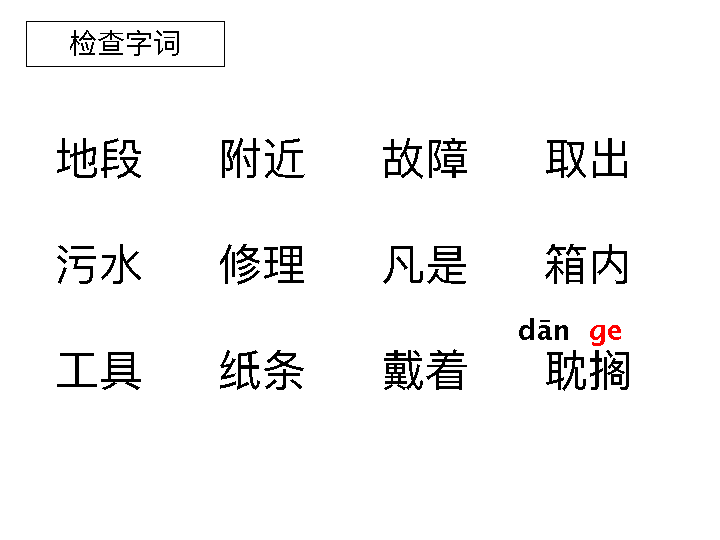 检查字词
地段 附近 故障 取出
污水 修理 凡是 箱内
dān ge
工具 纸条 戴着 耽搁